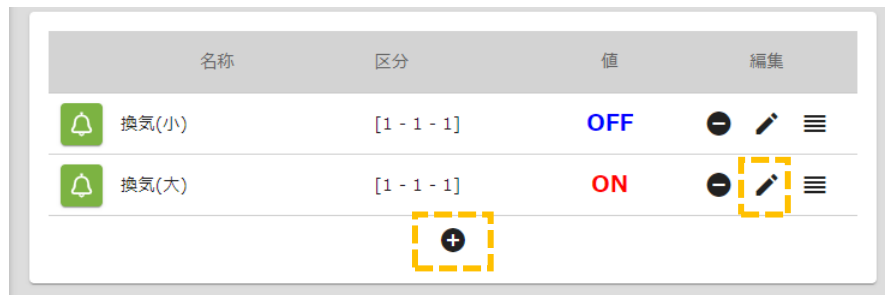 名称 区分 値 編集
換気(小) [1 - 1 - 1] OFF
換気(大) [1 - 1 - 1] ON